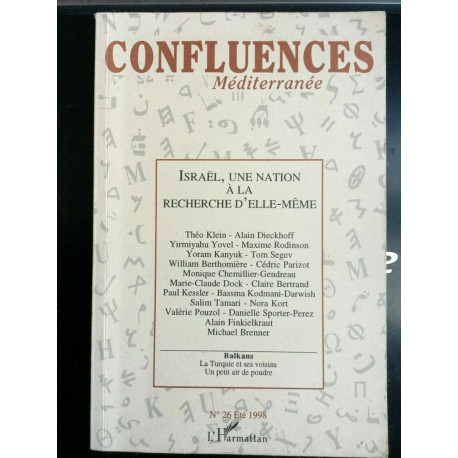 CONFLUENCES
Méditerranée
ISRAËL, UNE NATION
À LA
RECHERCHE D'ELLE-MÊME
Théo Klein - Alain Dieckhoff
Yirmiyahu Yovel - Maxime Rodinson
Yoram Kanyuk - Tom Segev
William Berthomière - Cédric Parizot
Monique Chemillier-Gendreau
Marie-Claude Dock - Claire Bertrand
Paul Kessler - Bassma Kodmani-Darwish
Salim Tamari - Nora Kort
Valérie Pouzol - Danielle Sporter-Perez
Alain Finkielkraut
Michael Brenner
Balkans
La Turquie et ses voisins
Un petit air de poudre
N° 26 Été 1998
L'Harmattan